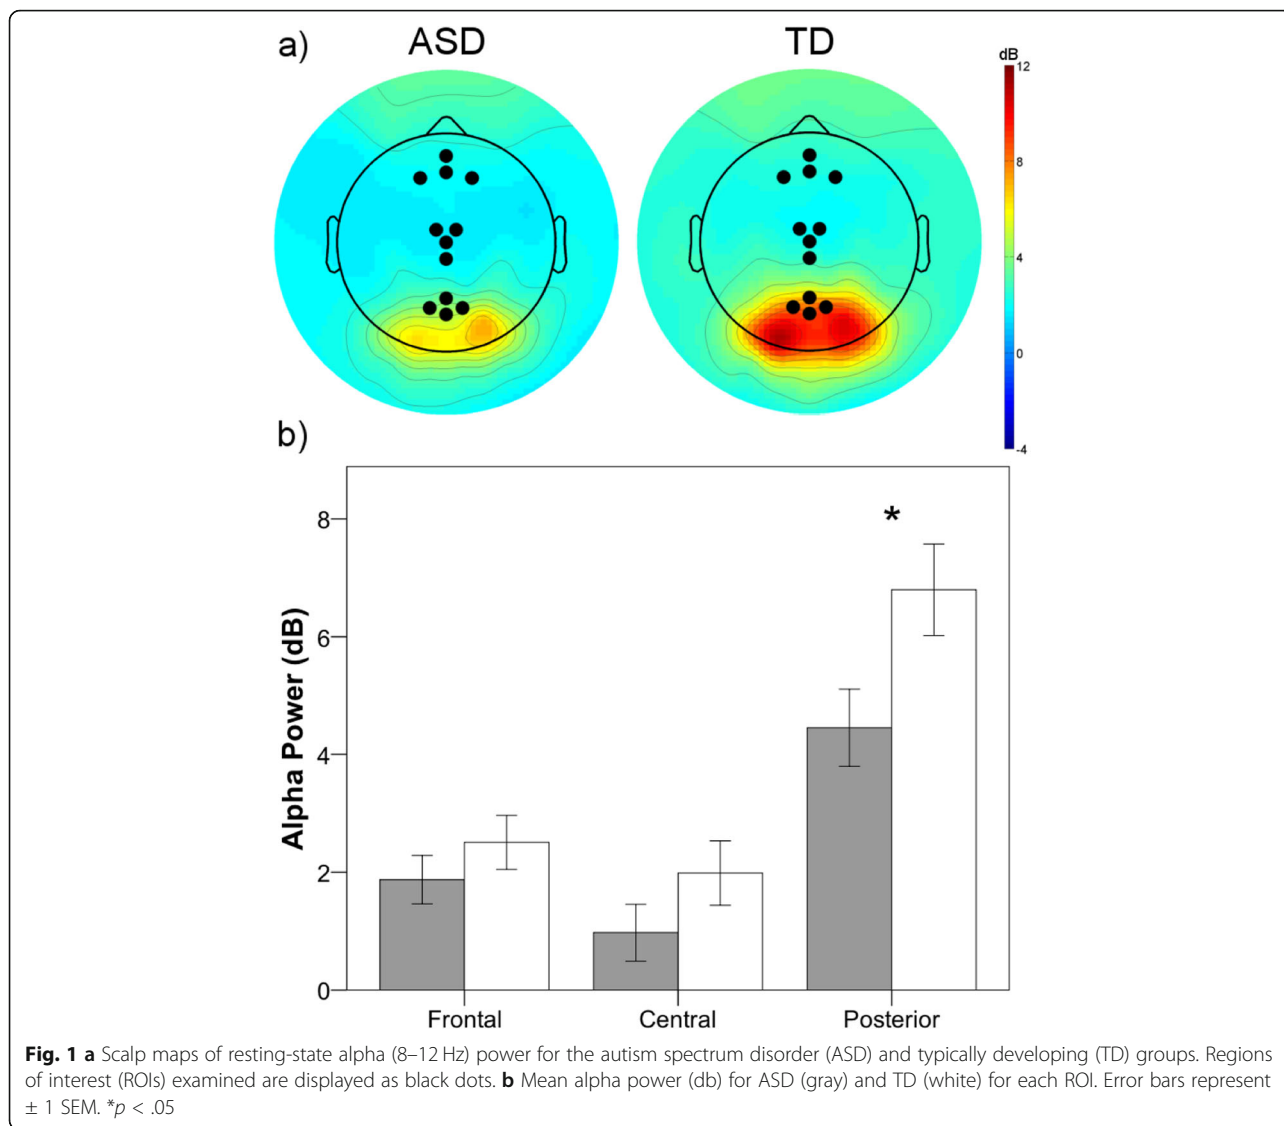 a)
ASD
TD
dB
12
8
4
0
-4
b)
Alpha Power (dB)
8
6
4
2
0
*
Frontal
Central
Posterior
Fig. 1 a Scalp maps of resting-state alpha (8–12 Hz) power for the autism spectrum disorder (ASD) and typically developing (TD) groups. Regions
of interest (ROIs) examined are displayed as black dots. b Mean alpha power (db) for ASD (gray) and TD (white) for each ROI. Error bars represent
± 1 SEM. *p < .05